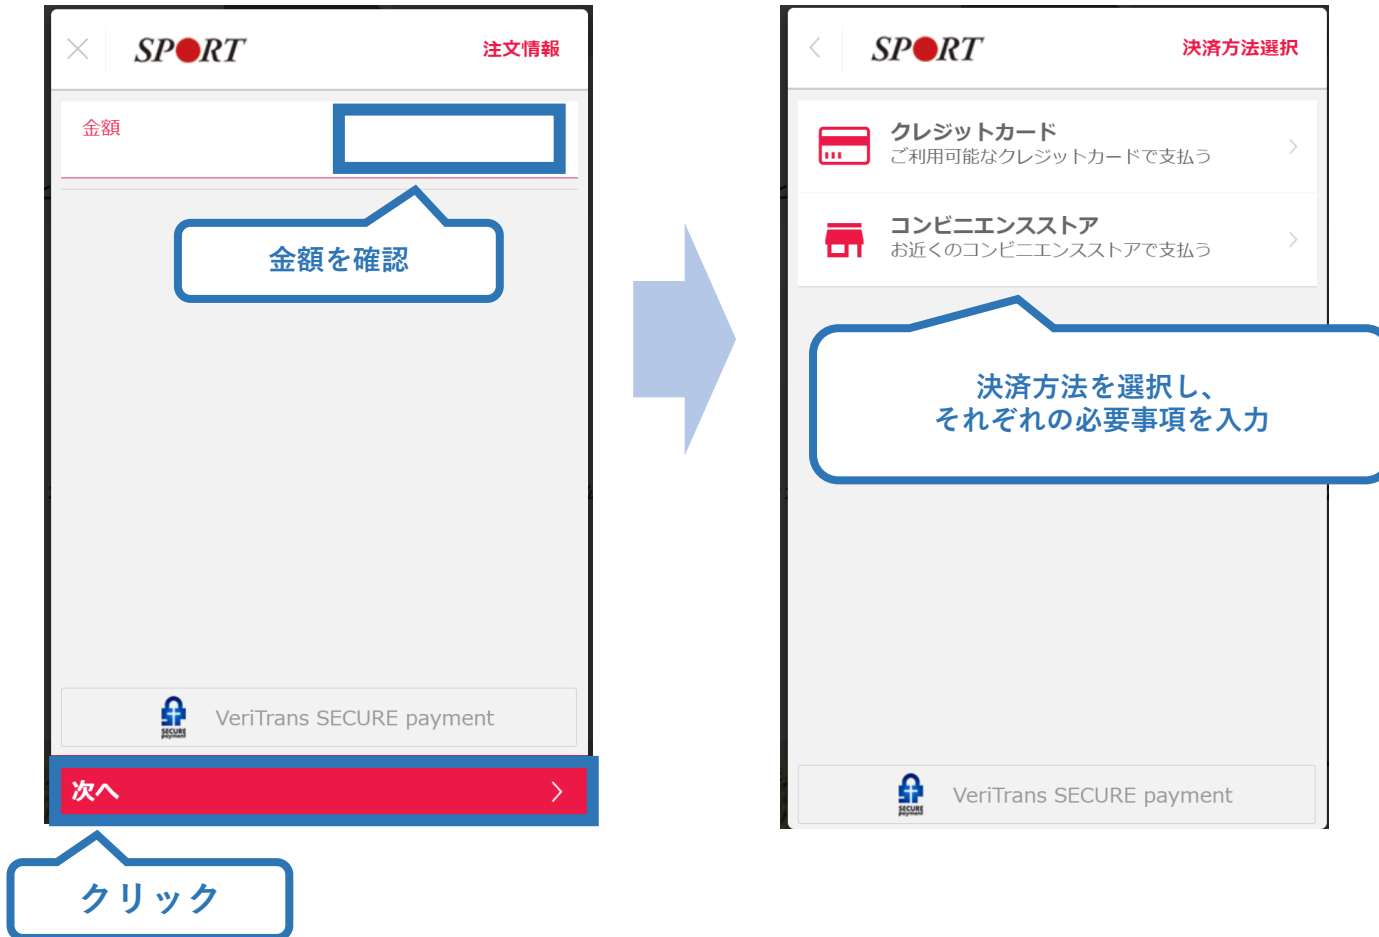 SPORT
注文情報
金額
金額を確認
VeriTrans SECURE payment
SECURE
payment
次へ
クリック
SPORT
決済方法選択
クレジットカード
ご利用可能なクレジットカードで支払う
コンビニエンスストア
お近くのコンビニエンスストアで支払う
決済方法を選択し、
それぞれの必要事項を入力
VeriTrans SECURE payment
SECURE
payment